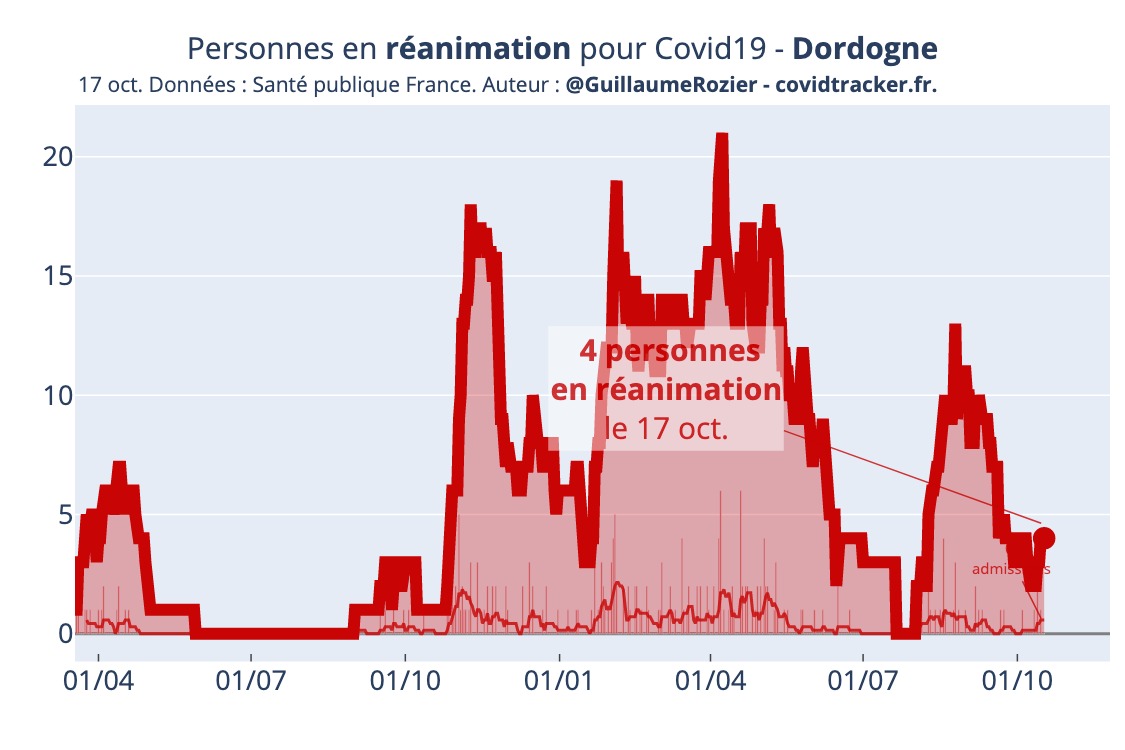 Personnes en réanimation pour Covid19 - Dordogne
17 oct. Données : Santé publique France. Auteur : @GuillaumeRozier - covidtracker.fr.
20
15
10
5
0
4 personnes
en réanimation
le 17 oct.
admissions
01/04
01/07
01/10
01/01
01/04
01/07
01/10